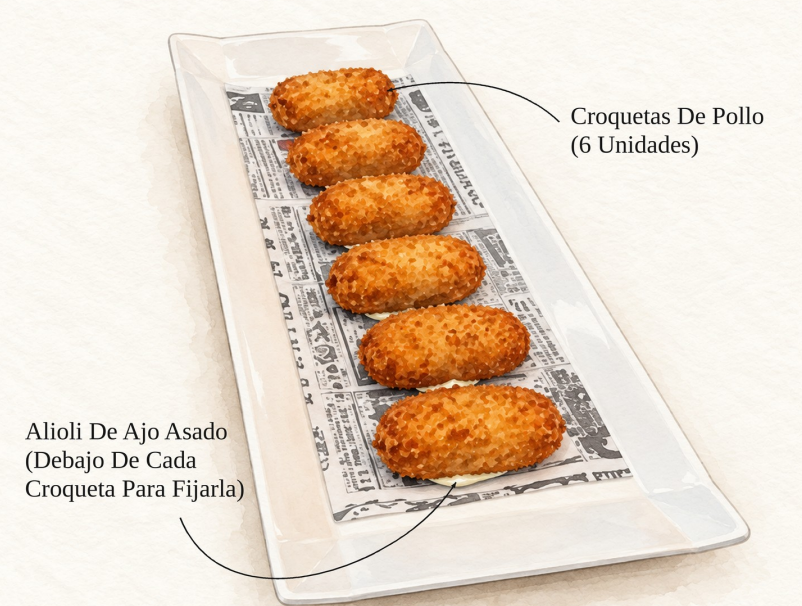 Croquetas De Pollo
(6 Unidades)
Alioli De Ajo Asado
(Debajo De Cada
Croqueta Para Fijarla)